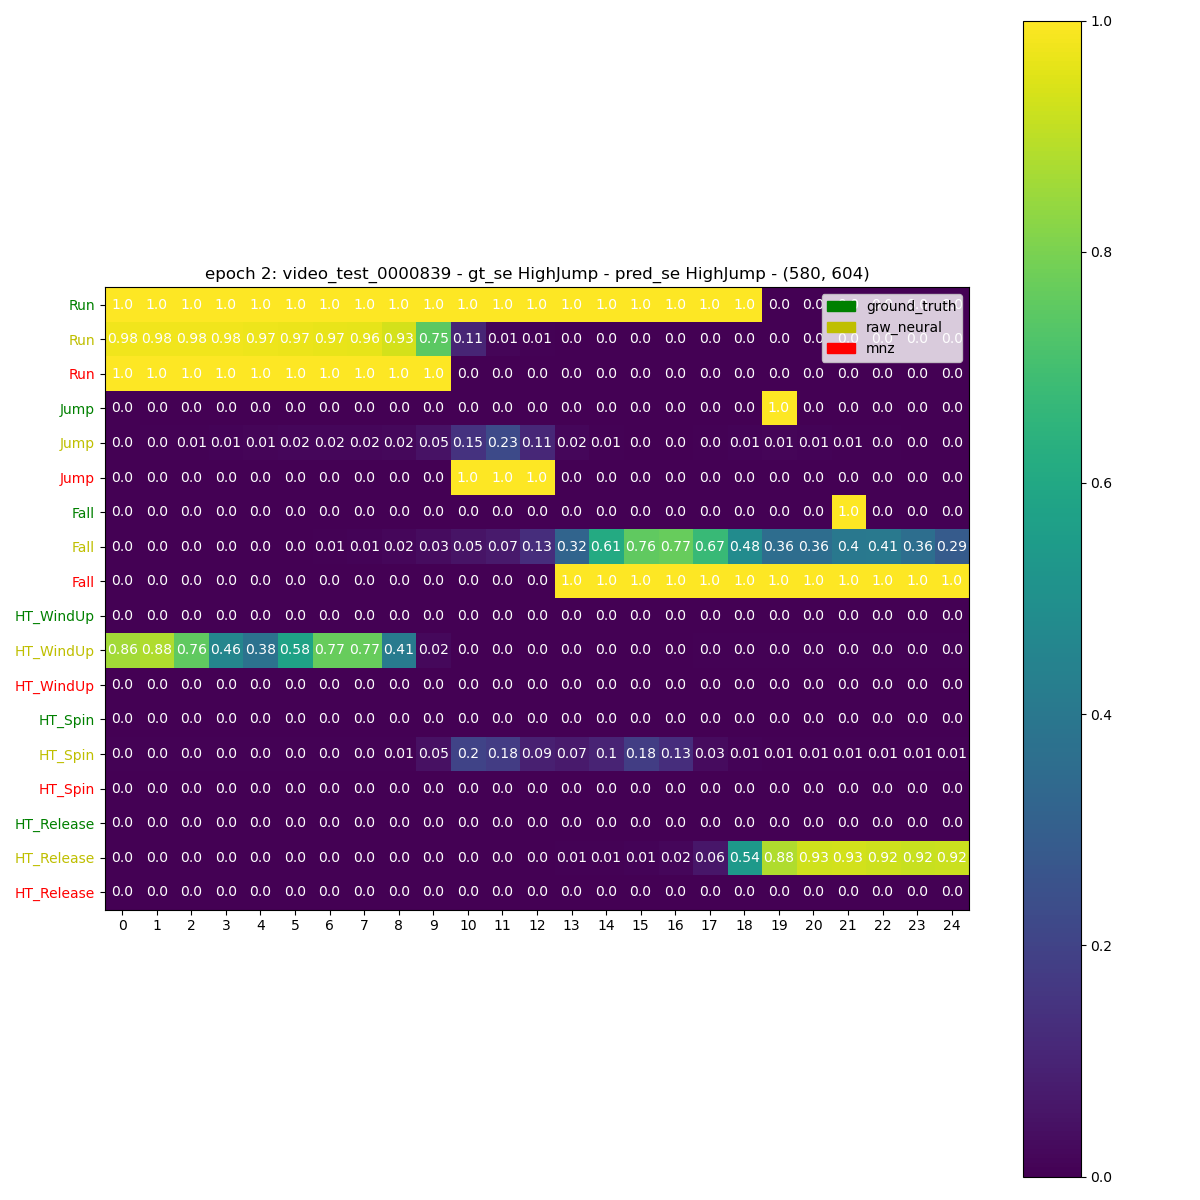 epoch 2: video_test_0000839 - gt_se HighJump - pred_se HighJump - (580, 604)
Run 1.0 1.0 1.0 1.0 1.0 1.0 1.0 1.0 1.0 1.0 1.0 1.0 1.0 1.0 1.0 1.0 1.0 1.0 1.0 0.0
ground_truth
Run 0.98 0.98 0.98 0.98 0.97 0.97 0.97 0.96 0.93 0.75 0.11 0.01 0.01 0.0 0.0 0.0 0.0 0.0 0.0 0.0
raw_neural
mnz
Run 1.0 1.0 1.0 1.0 1.0 1.0 1.0 1.0 1.0 1.0 0.0 0.0 0.0 0.0 0.0 0.0 0.0 0.0 0.0 0.0 0.0 0.0 0.0 0.0 0.0
Jump 0.0 0.0 0.0 0.0 0.0 0.0 0.0 0.0 0.0 0.0 0.0 0.0 0.0 0.0 0.0 0.0 0.0 0.0 0.0 1.0 0.0 0.0 0.0 0.0 0.0
Jump 0.0 0.0 0.01 0.01 0.01 0.02 0.02 0.02 0.02 0.05 0.15 0.23 0.11 0.02 0.01 0.0 0.0 0.0 0.01 0.01 0.01 0.01 0.0 0.0 0.0
Jump 0.0 0.0 0.0 0.0 0.0 0.0 0.0 0.0 0.0 0.0 1.0 1.0 1.0 0.0 0.0 0.0 0.0 0.0 0.0 0.0 0.0 0.0 0.0 0.0 0.0
Fall 0.0 0.0 0.0 0.0 0.0 0.0 0.0 0.0 0.0 0.0 0.0 0.0 0.0 0.0 0.0 0.0 0.0 0.0 0.0 0.0 0.0 1.0 0.0 0.0 0.0
Fall 0.0 0.0 0.0 0.0 0.0 0.0 0.01 0.01 0.02 0.03 0.05 0.07 0.13 0.32 0.61 0.76 0.77 0.67 0.48 0.36 0.36 0.4 0.41 0.36 0.29
Fall 0.0 0.0 0.0 0.0 0.0 0.0 0.0 0.0 0.0 0.0 0.0 0.0 0.0 1.0 1.0 1.0 1.0 1.0 1.0 1.0 1.0 1.0 1.0 1.0 1.0
HT_WindUp 0.0 0.0 0.0 0.0 0.0 0.0 0.0 0.0 0.0 0.0 0.0 0.0 0.0 0.0 0.0 0.0 0.0 0.0 0.0 0.0 0.0 0.0 0.0 0.0 0.0
HT_WindUp 0.86 0.88 0.76 0.46 0.38 0.58 0.77 0.77 0.41 0.02 0.0 0.0 0.0 0.0 0.0 0.0 0.0 0.0 0.0 0.0 0.0 0.0 0.0 0.0 0.0
HT_WindUp 0.0 0.0 0.0 0.0 0.0 0.0 0.0 0.0 0.0 0.0 0.0 0.0 0.0 0.0 0.0 0.0 0.0 0.0 0.0 0.0 0.0 0.0 0.0 0.0 0.0
HT_Spin 0.0 0.0 0.0 0.0 0.0 0.0 0.0 0.0 0.0 0.0 0.0 0.0 0.0 0.0 0.0 0.0 0.0 0.0 0.0 0.0 0.0 0.0 0.0 0.0 0.0
HT_Spin 0.0 0.0 0.0 0.0 0.0 0.0 0.0 0.0 0.01 0.05 0.2 0.18 0.09 0.07 0.1 0.18 0.13 0.03 0.01 0.01 0.01 0.01 0.01 0.01 0.01
HT_Spin 0.0 0.0 0.0 0.0 0.0 0.0 0.0 0.0 0.0 0.0 0.0 0.0 0.0 0.0 0.0 0.0 0.0 0.0 0.0 0.0 0.0 0.0 0.0 0.0 0.0
HT_Release 0.0 0.0 0.0 0.0 0.0 0.0 0.0 0.0 0.0 0.0 0.0 0.0 0.0 0.0 0.0 0.0 0.0 0.0 0.0 0.0 0.0 0.0 0.0 0.0 0.0
HT_Release 0.0 0.0 0.0 0.0 0.0 0.0 0.0 0.0 0.0 0.0 0.0 0.0 0.0 0.01 0.01 0.01 0.02 0.06 0.54 0.88 0.93 0.93 0.92 0.92 0.92
HT_Release 0.0 0.0 0.0 0.0 0.0 0.0 0.0 0.0 0.0 0.0 0.0 0.0 0.0 0.0 0.0 0.0 0.0 0.0 0.0 0.0 0.0 0.0 0.0 0.0 0.0
0 1 2 3 4 5 6 7 8 9 10 11 12 13 14 15 16 17 18 19 20 21 22 23 24
1.0
0.8
0.6
0.4
0.2
0.0